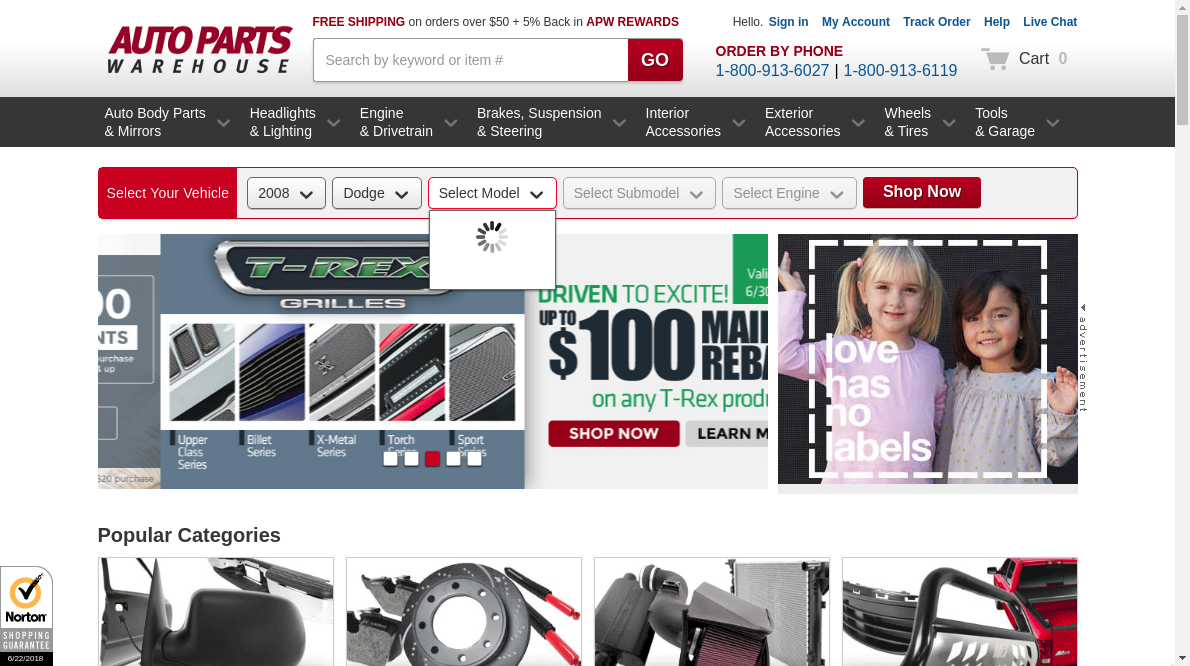 AUTO PARTS
WAREHOUSE
FREE SHIPPING on orders over $50 + 5% Back in APW REWARDS
Hello. Sign in My Account Track Order Help Live Chat
Search by keyword or item #
GO
ORDER BY PHONE
1-800-913-6027 | 1-800-913-6119
Cart 0
Auto Body Parts
& Mirrors
Headlights
& Lighting
Engine
& Drivetrain
Brakes, Suspension
& Steering
Interior
Accessories
Exterior
Accessories
Wheels
& Tires
Tools
& Garage
Select Your Vehicle
2008
Dodge
Select Model
Select Submodel
Select Engine
Shop Now
00
NTS
purchase
& up
$20 purchase
T-REX
GRILLES
Upper
Class
Series
Billet
Series
X-Metal
Series
Torch
Series
Sport
Series
Vali
6/30
DRIVEN TO EXCITE!
UP TO
$100 MAIL
REBA
on any T-Rex produ
SHOP NOW
LEARN M
love
has
no
labels
advertisement
Popular Categories
Norton
SHOPPING
GUARANTEE
6/22/2018